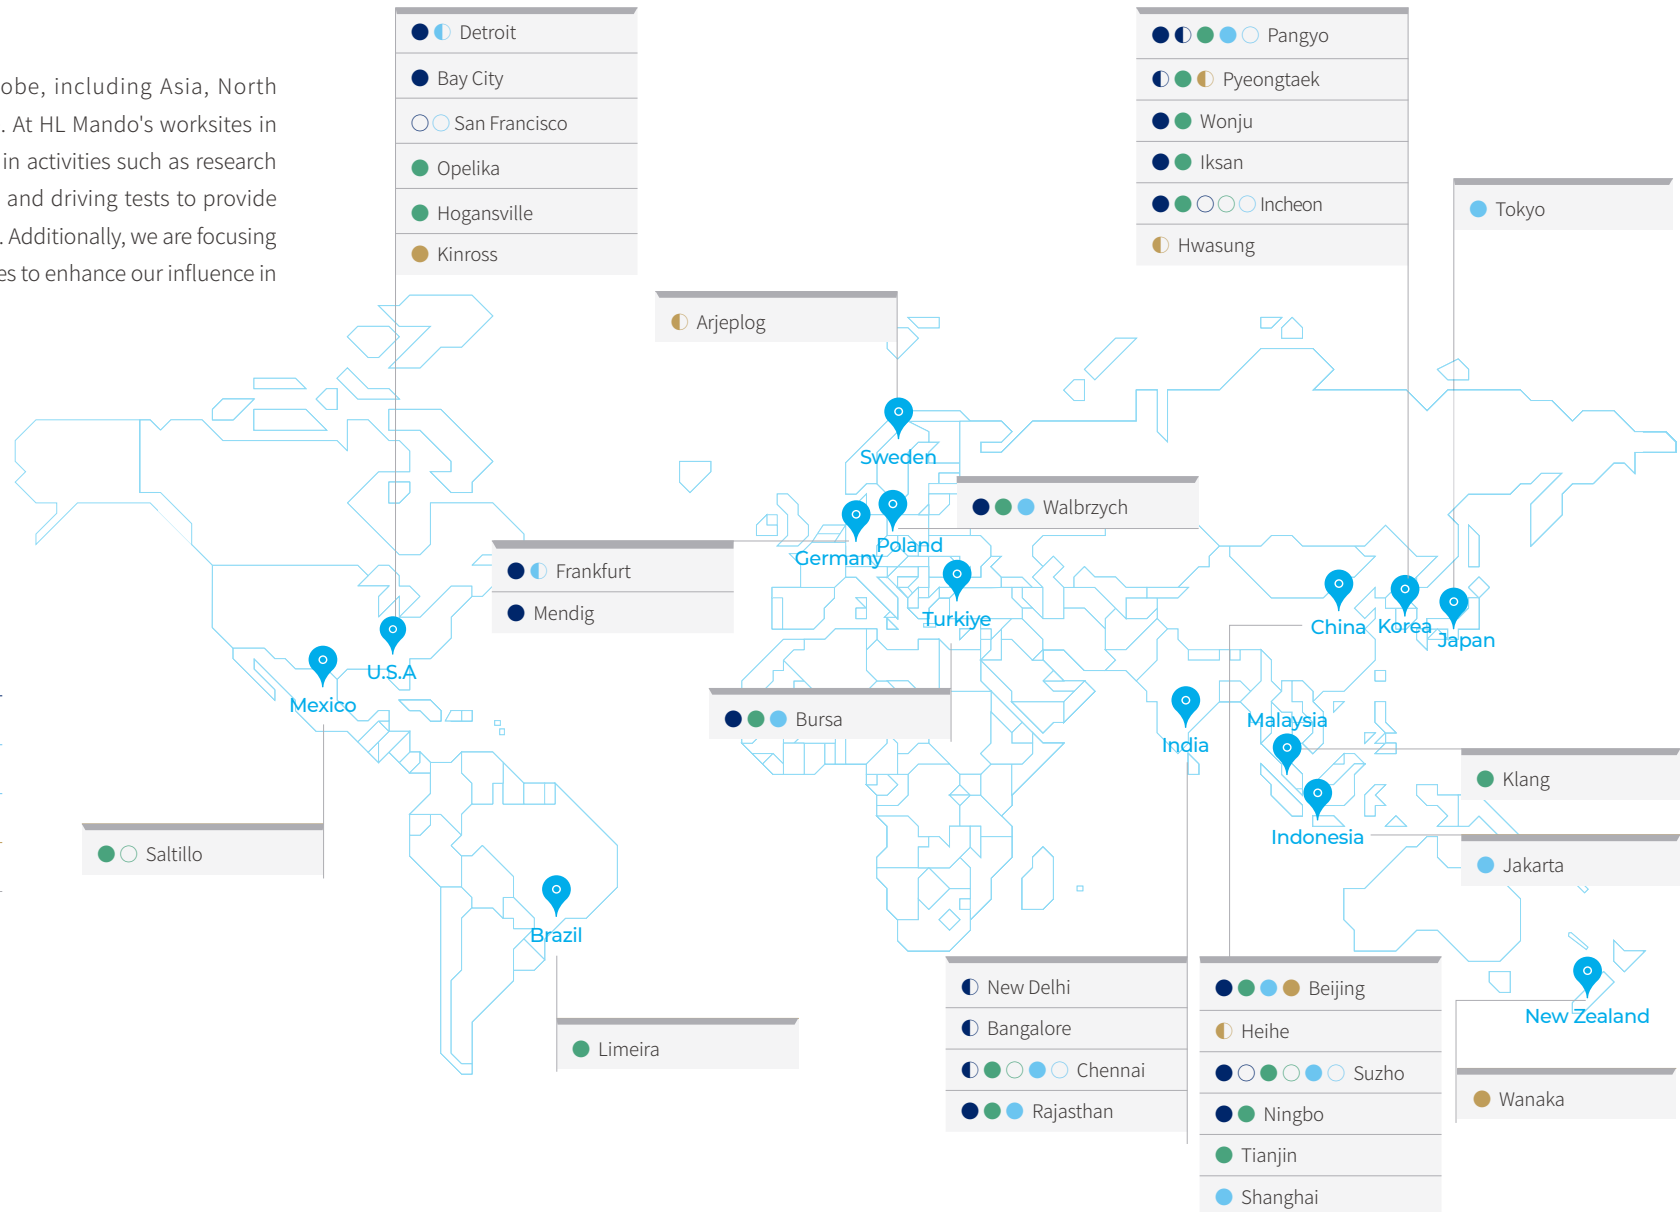 obe, including Asia, North
. At HL Mando's worksites in
in activities such as research
and driving tests to provide
. Additionally, we are focusing
es to enhance our influence in
Detroit
Bay City
San Francisco
Opelika
Hogansville
Kinross
Pangyo
Pyeongtaek
Wonju
Iksan
Incheon
Hwasung
Tokyo
Arjeplog
Sweden
Walbrzych
Poland
Germany
Frankfurt
Mendig
Turkiye
China
Korea
Japan
U.S.A
Mexico
Bursa
India
Malaysia
Klang
Indonesia
Jakarta
Saltillo
Brazil
Limeira
New Delhi
Bangalore
Chennai
Rajasthan
Beijing
Heihe
Suzho
Ningbo
Tianjin
Shanghai
New Zealand
Wanaka